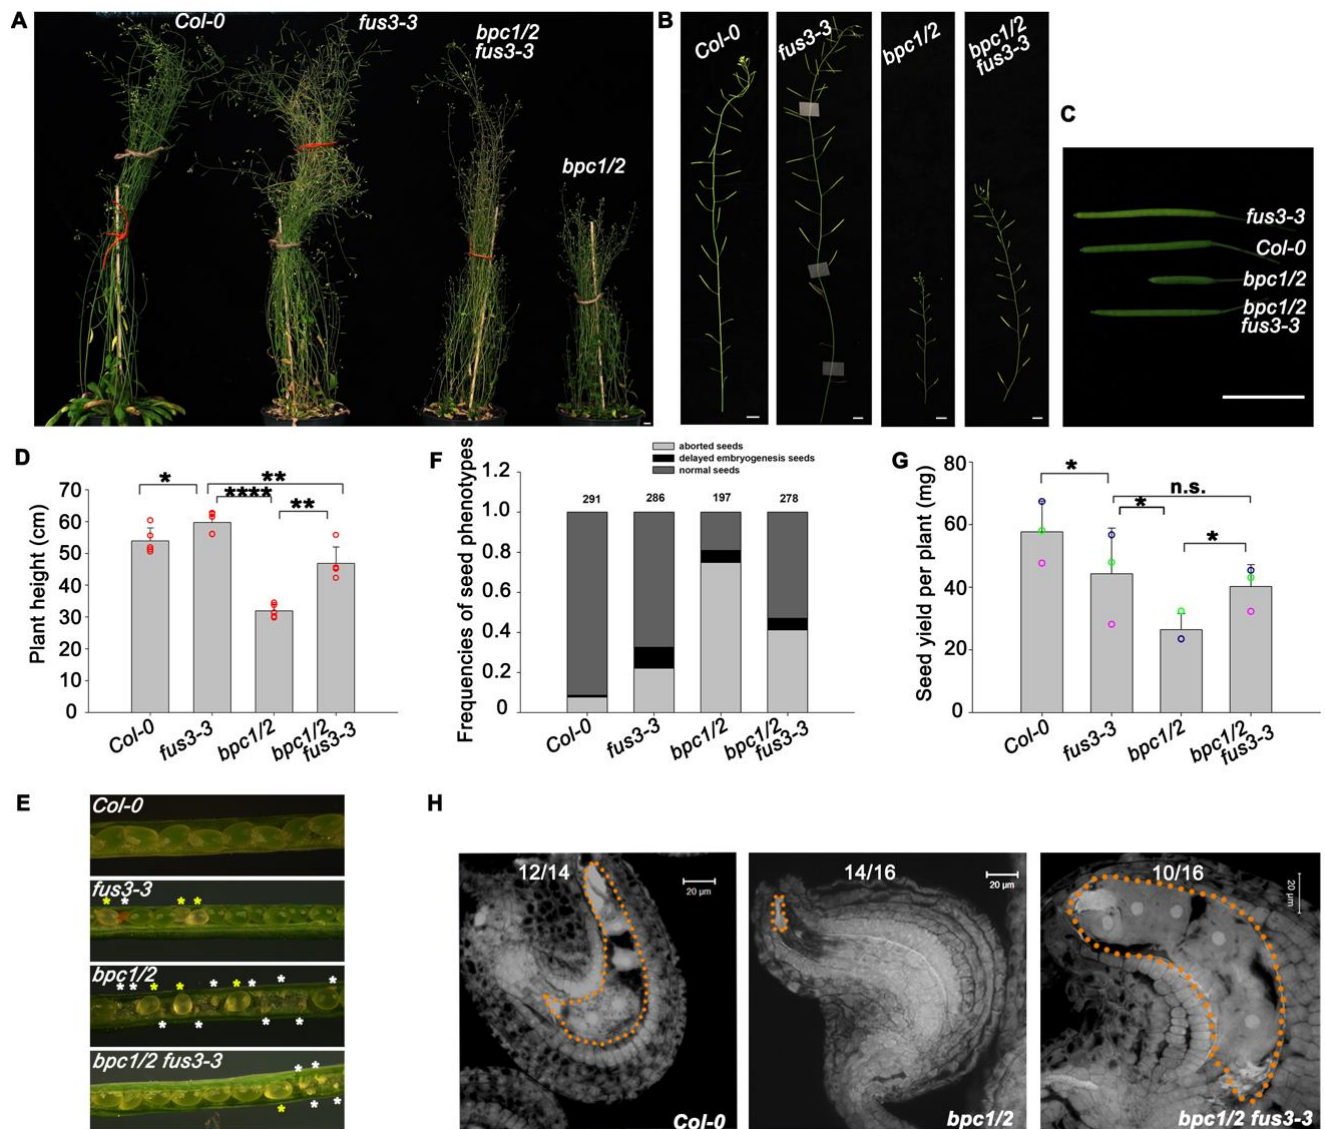 A
Col-0
fus3-3
bpc1/2
fus3-3
bpc1/2
B
Col-0
fus3-3
bpc1/2
bpc1/2
fus3-3
C
fus3-3
Col-0
bpc1/2
bpc1/2
fus3-3
D
Plant height (cm)
70
60
50
40
30
20
10
0
*
**
****
**
Col-0
fus3-3
bpc1/2
bpc1/2
fus3-3
F
aborted seeds
delayed embryogenesis seeds
normal seeds
Frequencies of seed phenotypes
1.2
1.0
0.8
0.6
0.4
0.2
0
291
286
197
278
Col-0
fus3-3
bpc1/2
bpc1/2
fus3-3
G
Seed yield per plant (mg)
80
60
40
20
0
*
n.s.
*
*
Col-0
fus3-3
bpc1/2
bpc1/2
fus3-3
E
Col-0
fus3-3
* * * *
bpc1/2
* * * * * * * *
* * * *
bpc1/2 fus3-3
* * *
* *
H
12/14
20 µm
Col-0
14/16
20 µm
bpc1/2
10/16
20 µm
bpc1/2 fus3-3